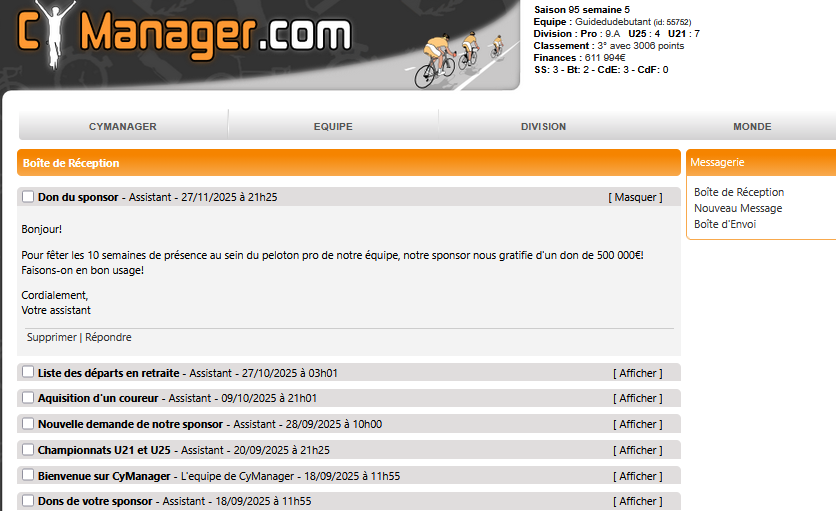 CyManager.com
Saison 95 semaine 5
Equipe : Guidedudebutant (id: 55752)
Division : Pro : 9.A U25 : 4 U21 : 7
Classement : 3° avec 3006 points
Finances : 611 994€
SS: 3 - Bt: 2 - CdE: 3 - CdF: 0
CYMANAGER EQUIPE DIVISION MONDE
Boîte de Réception
Don du sponsor - Assistant - 27/11/2025 à 21h25 [ Masquer ]
Bonjour!
Pour fêter les 10 semaines de présence au sein du peloton pro de notre équipe, notre sponsor nous gratifie d'un don de 500 000€!
Faisons-on en bon usage!
Cordialement,
Votre assistant
Supprimer | Répondre
Liste des départs en retraite - Assistant - 27/10/2025 à 03h01 [ Afficher ]
Aquisition d'un coureur - Assistant - 09/10/2025 à 21h01 [ Afficher ]
Nouvelle demande de notre sponsor - Assistant - 28/09/2025 à 10h00 [ Afficher ]
Championnats U21 et U25 - Assistant - 20/09/2025 à 21h25 [ Afficher ]
Bienvenue sur CyManager - L'equipe de CyManager - 18/09/2025 à 11h55 [ Afficher ]
Dons de votre sponsor - Assistant - 18/09/2025 à 11h55 [ Afficher ]
Messagerie
Boîte de Réception
Nouveau Message
Boîte d'Envoi